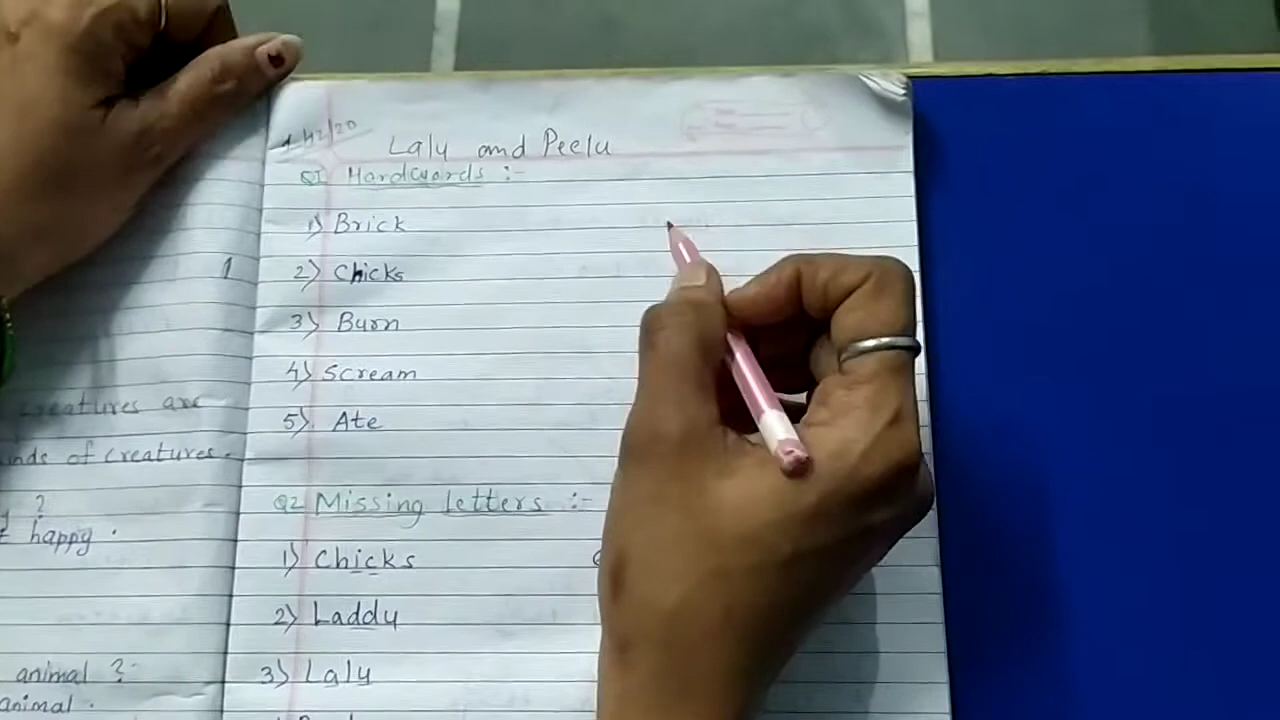 creatures are
of creatures.
?
happy.
animal ?
animal.
1
Laly and Peelu
Q1 Hardwords :-
1) Brick
2) Chicks
3) Burn
4) Scream
5) Ate
Q2 Missing letters :-
1) Chicks
2) Laddu
3) Laly